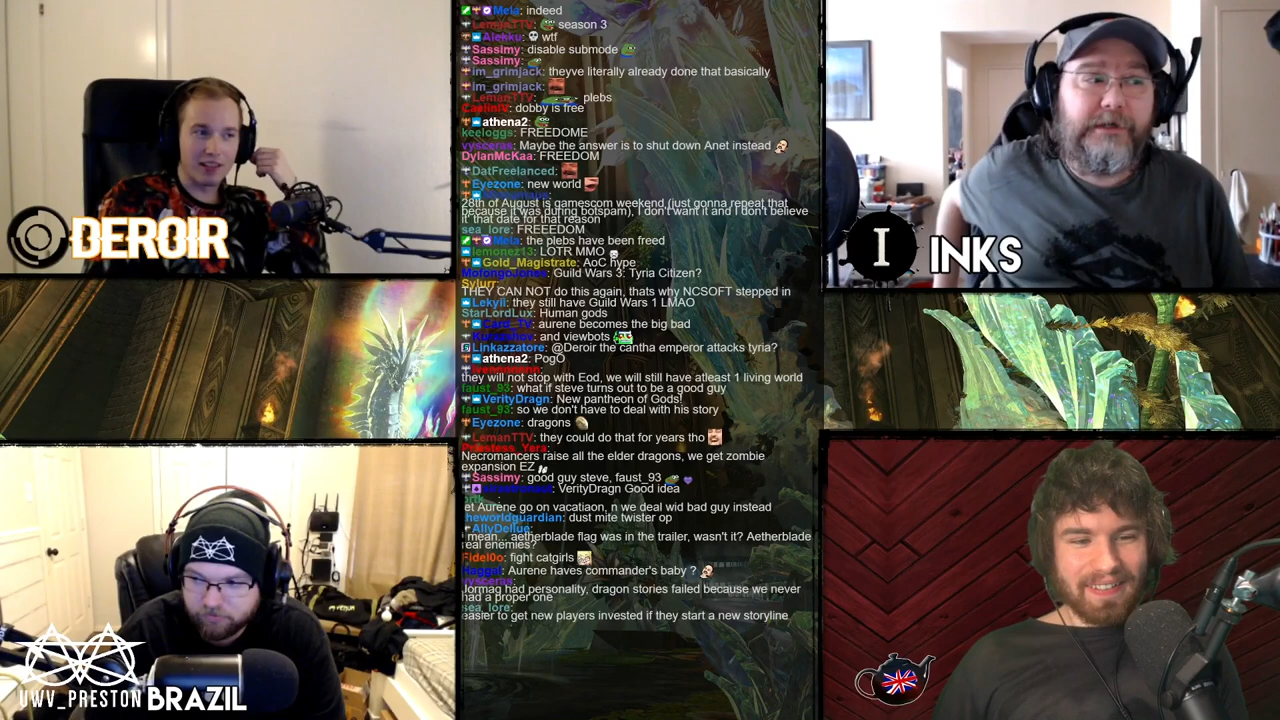 DEROIR
Mela: indeed
LemanTTV: season 3
Alekku: wtf
Sassimy: disable submode
Sassimy:
im_grimjack: theyve literally already done that basically
im_grimjack:
LemanTTV: plebs
dobby is free
athena2:
keeloggs: FREEDOME
vysceras: Maybe the answer is to shut down Anet instead
DylanMcKaa: FREEDOM
DatFreelanced:
Eyezone: new world
28th of August is gamescom weekend (just gonna repeat that
because it was during botspam), I don't want it and I don't believe
it' that date for that reason
sea_lore: FREEEDOM
Mela: the plebs have been freed
lemonez13: LOTR MMO
Gold_Magistrate: AoC hype
MofongoJones: Guild Wars 3: Tyria Citizen?
Sylurr:
THEY CAN NOT do this again, thats why NCSOFT stepped in
Lekyii: they still have Guild Wars 1 LMAO
StarLordLux: Human gods
aurene becomes the big bad
and viewbots
Linkazzatore: @Deroir the cantha emperor attacks tyria?
athena2: PogO
they will not stop with Eod, we will still have atleast 1 living world
faust_93: what if steve turns out to be a good guy
VerityDragn: New pantheon of Gods!
faust_93: so we don't have to deal with his story
Eyezone: dragons
LemanTTV: they could do that for years tho
Priestess_Yera:
Necromancers raise all the elder dragons, we get zombie
expansion EZ
Sassimy: good guy steve, faust_93
VerityDragn Good idea
et Aurene go on vacatiaon, n we deal wid bad guy instead
heworldguardian: dust mite twister op
AllyDollue:
mean... aetherblade flag was in the trailer, wasn't it? Aetherblade
real enemies?
Fidel0o: fight catgirls
Haggai: Aurene haves commander's baby ?
vysceras:
Jormag had personality, dragon stories failed because we never
had a proper one
sea_lore:
easier to get new players invested if they start a new storyline
I INKS
UWV_PRESTON BRAZIL